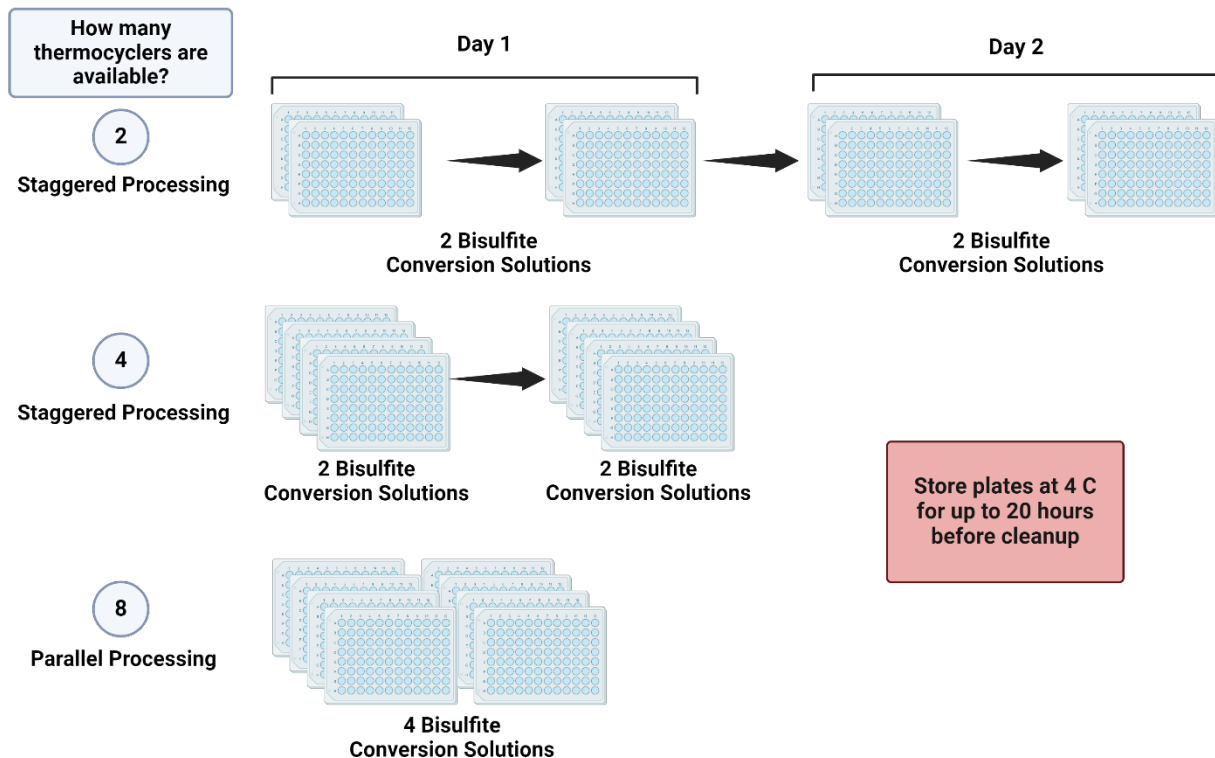 How many
thermocyclers are
available?
Day 1
Day 2
2
Staggered Processing
2 Bisulfite
Conversion Solutions
2 Bisulfite
Conversion Solutions
4
Staggered Processing
2 Bisulfite
Conversion Solutions
2 Bisulfite
Conversion Solutions
Store plates at 4 C
for up to 20 hours
before cleanup
8
Parallel Processing
4 Bisulfite
Conversion Solutions